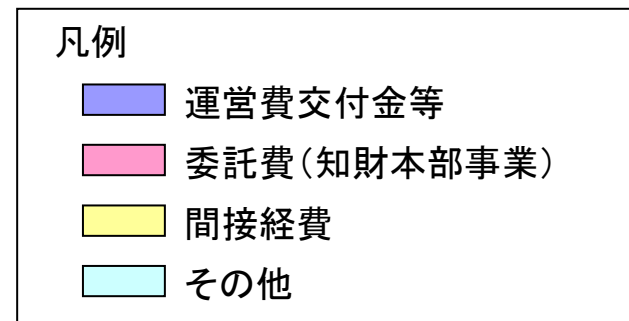 凡例
運営費交付金等
委託費(知財本部事業)
間接経費
その他